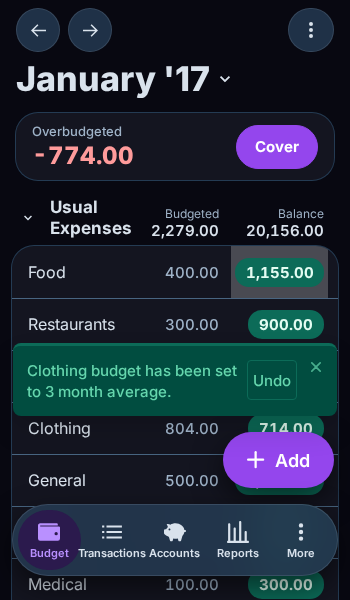 January '17
Overbudgeted
-774.00
Cover
Usual
Expenses
Budgeted
2,279.00
Balance
20,156.00
Food 400.00 1,155.00
Restaurants 300.00 900.00
Clothing budget has been set
to 3 month average.
Undo
Clothing 804.00 714.00
Add
General 500.00
Budget Transactions Accounts Reports More
Medical 100.00 300.00